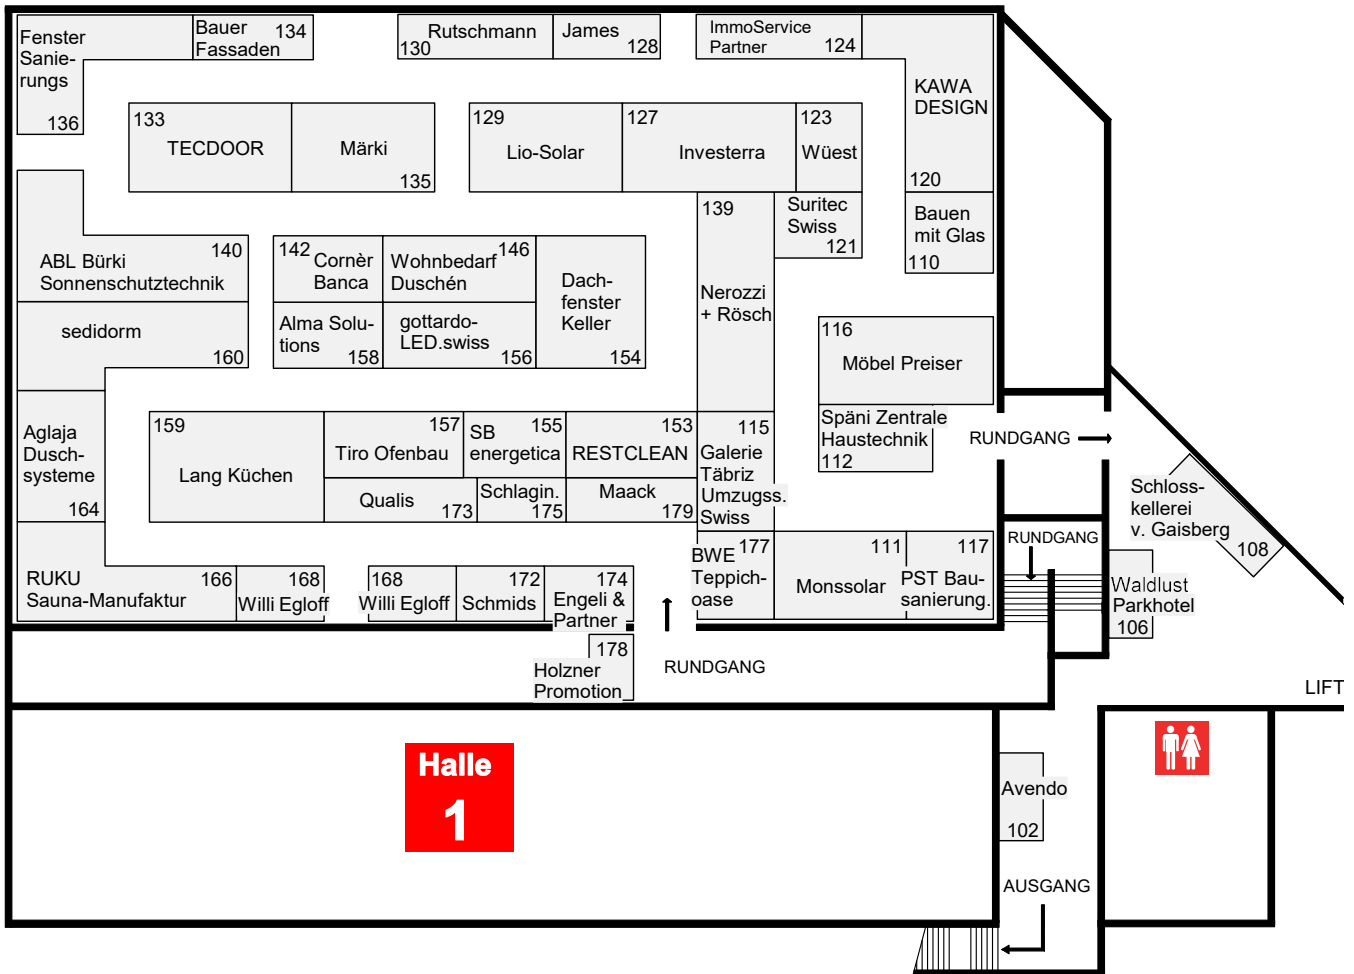 Fenster
Sanie-
rungs
136
Bauer 134
Fassaden
Rutschmann
130
James
128
ImmoService
Partner 124
KAWA
DESIGN
120
133
TECDOOR
Märki
135
129
Lio-Solar
127
Investerra
123
Wüest
139
Nerozzi
+ Rösch
Suritec
Swiss
121
Bauen
mit Glas
110
140
ABL Bürki
Sonnenschutztechnik
sedidorm
160
142 Cornèr
Banca
Wohnbedarf 146
Duschén
Alma Solu-
tions 158
gottardo-
LED.swiss
156
Dach-
fenster
Keller
154
116
Möbel Preiser
Späni Zentrale
Haustechnik
112
RUNDGANG
Aglaja
Dusch-
systeme
164
159
Lang Küchen
157
Tiro Ofenbau
SB 155
energetica
153
RESTCLEAN
115
Galerie
Täbriz
Umzugss.
Swiss
Qualis
173
Schlagin.
175
Maack
179
Schloss-
kellerei
v. Gaisberg
108
RUKU 166
Sauna-Manufaktur
168
Willi Egloff
168
Willi Egloff
172
Schmids
174
Engeli &
Partner
BWE 177
Teppich-
oase
111
Monssolar
117
PST Bau-
sanierung.
RUNDGANG
Waldlust
Parkhotel
106
178
Holzner
Promotion
RUNDGANG
LIFT
Halle
1
Avendo
102
AUSGANG